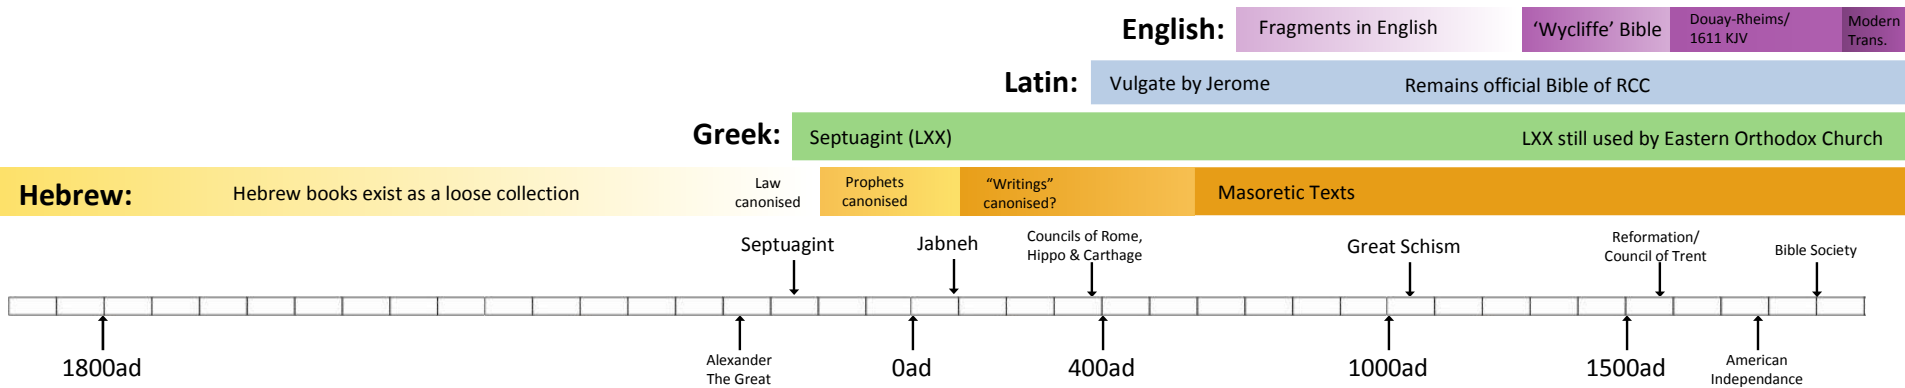 English:
Fragments in English
‘Wycliffe’ Bible
Douay-Rheims/
1611 KJV
Modern
Trans.
Latin:
Vulgate by Jerome
Remains official Bible of RCC
Greek:
Septuagint (LXX)
LXX still used by Eastern Orthodox Church
Hebrew:
Hebrew books exist as a loose collection
Law
canonised
Prophets
canonised
“Writings”
canonised?
Masoretic Texts
Septuagint
Jabneh
Councils of Rome,
Hippo & Carthage
Great Schism
Reformation/
Council of Trent
Bible Society
1800ad
Alexander
The Great
0ad
400ad
1000ad
1500ad
American
Independance